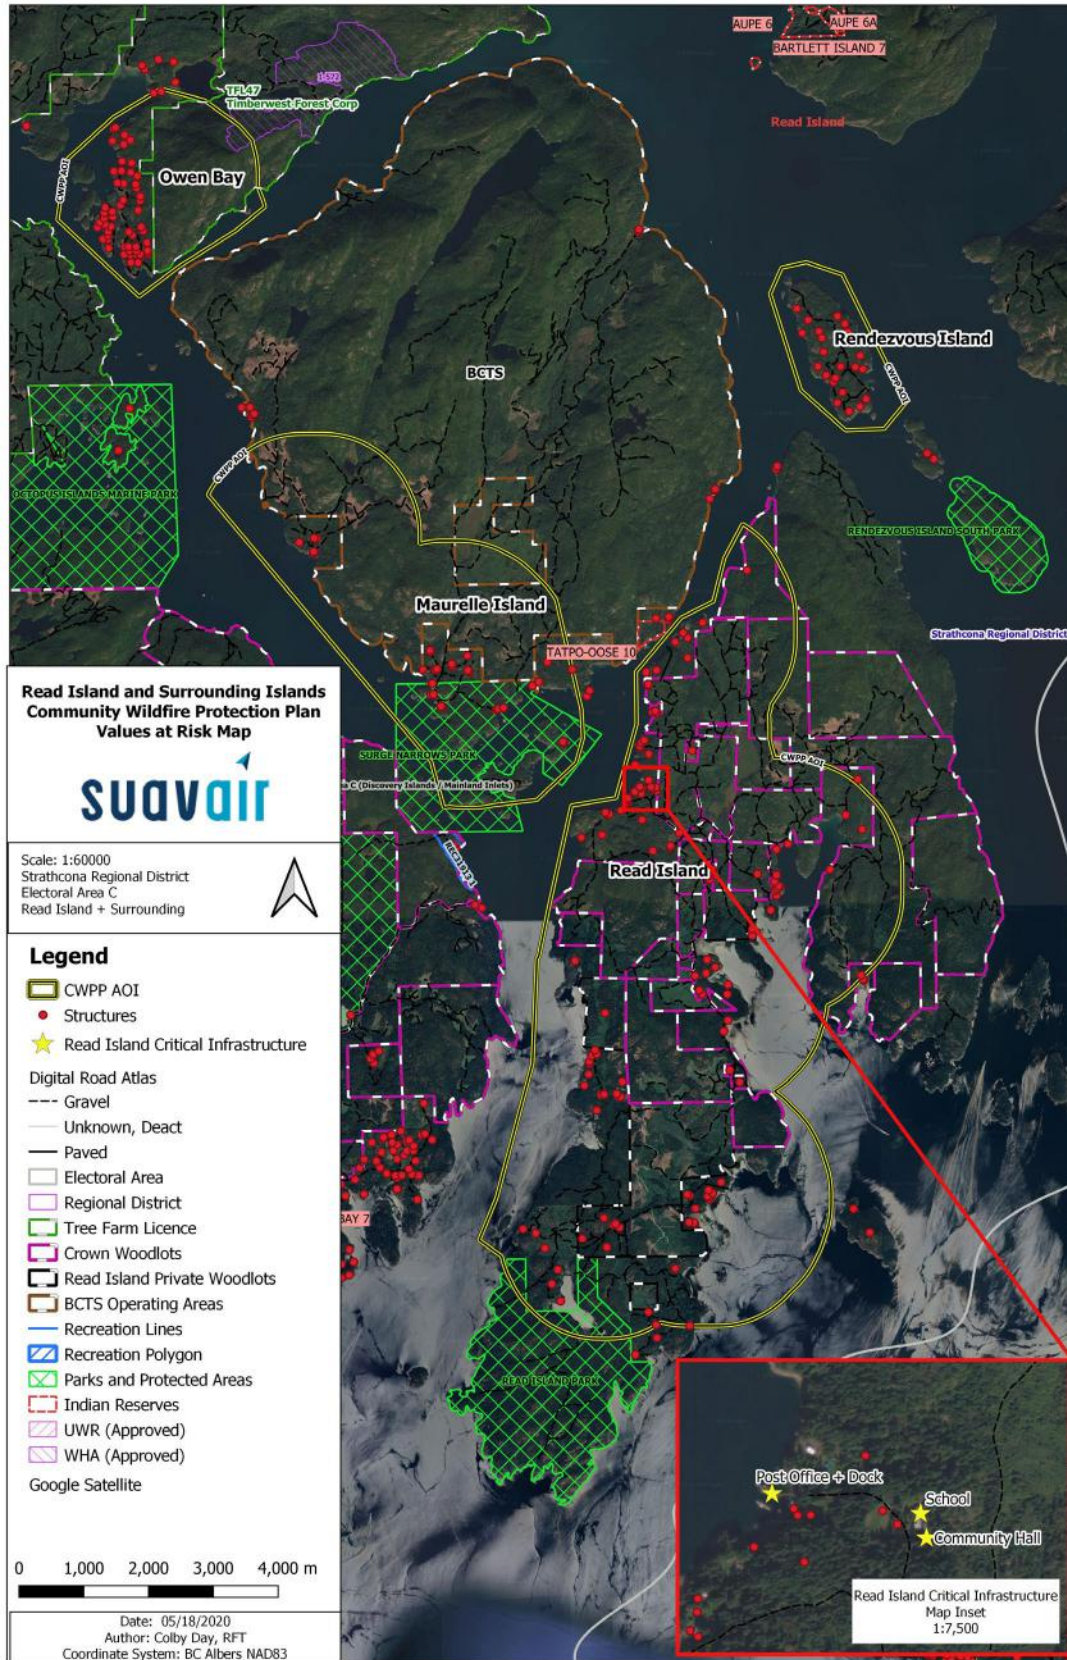 AUPE 6
AUPE 6A
BARTLETT ISLAND 7
Read Island
1-572
TFL47
Timberwest Forest Corp
CWPP AOI
Owen Bay
Rendezvous Island
CWPP AOI
BCTS
CWPP AOI
OCTOPUS ISLANDS MARINE PARK
RENDEZVOUS ISLAND SOUTH PARK
Maurelle Island
Strathcona Regional District
TATPO-OOSE 10
SURGE NARROWS PARK
CWPP AOI
C (Discovery Islands / Mainland Inlets)
Read Island
BAY 7
READ ISLAND PARK
Read Island and Surrounding Islands
Community Wildfire Protection Plan
Values at Risk Map
suavair
Scale: 1:60000
Strathcona Regional District
Electoral Area C
Read Island + Surrounding
Legend
CWPP AOI
Structures
Read Island Critical Infrastructure
Digital Road Atlas
Gravel
Unknown, Deact
Paved
Electoral Area
Regional District
Tree Farm Licence
Crown Woodlots
Read Island Private Woodlots
BCTS Operating Areas
Recreation Lines
Recreation Polygon
Parks and Protected Areas
Indian Reserves
UWR (Approved)
WHA (Approved)
Google Satellite
0 1,000 2,000 3,000 4,000 m
Date: 05/18/2020
Author: Colby Day, RFT
Coordinate System: BC Albers NAD83
Post Office + Dock
School
Community Hall
Read Island Critical Infrastructure
Map Inset
1:7,500